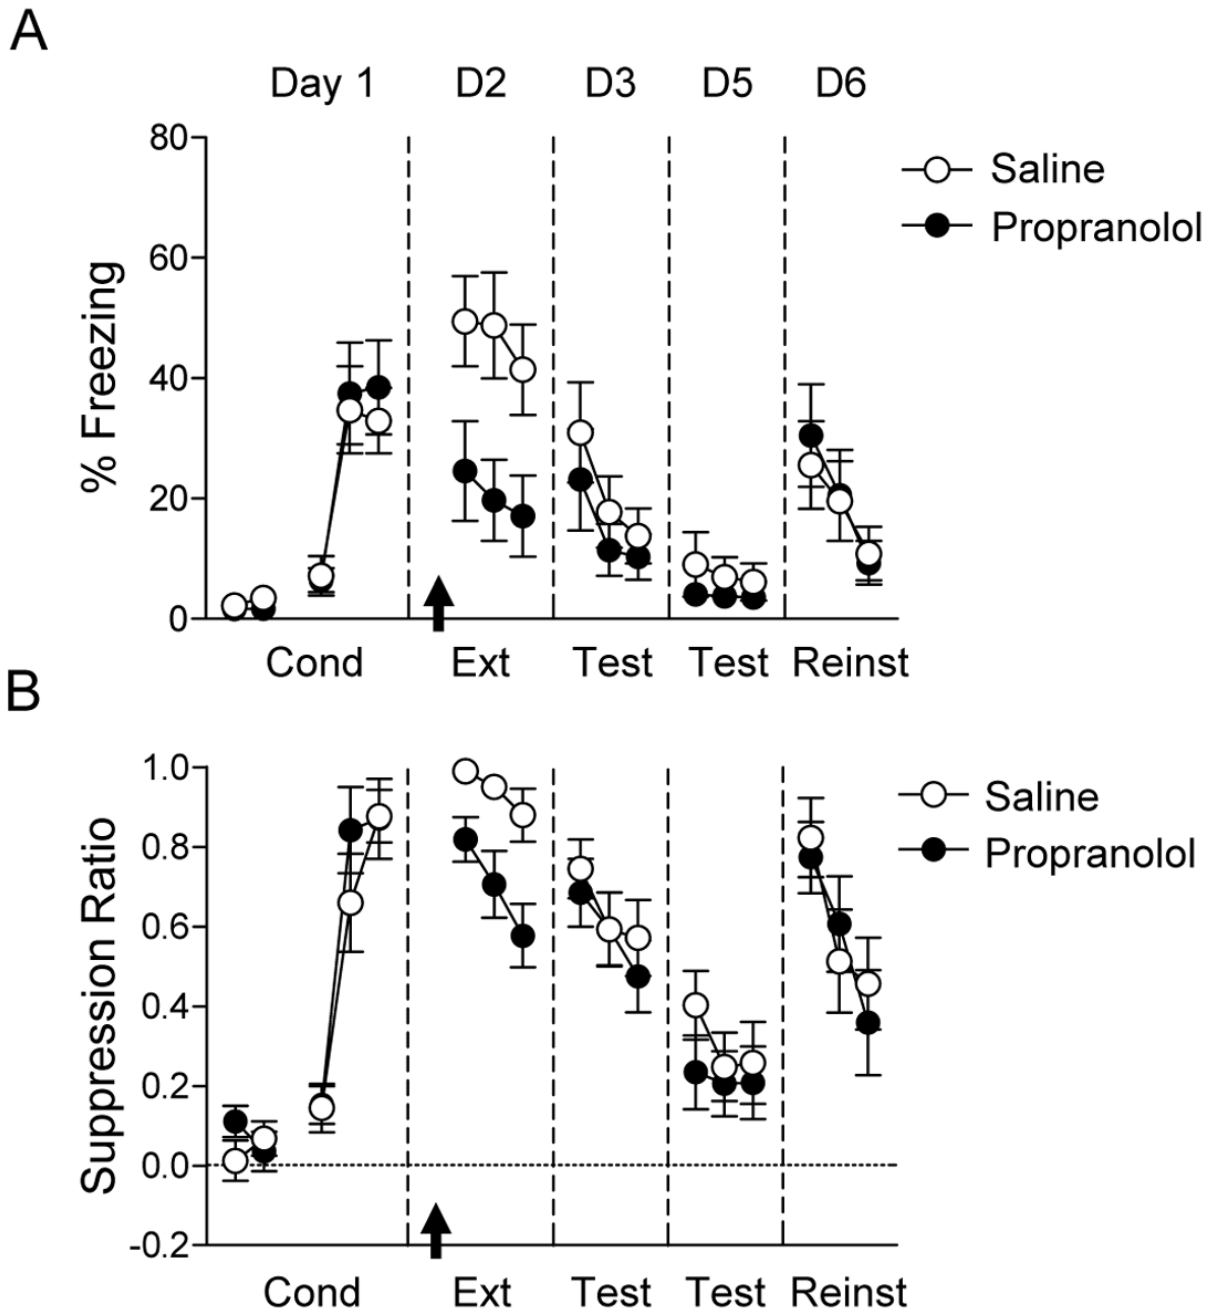 A
Day 1 D2 D3 D5 D6
80
60
40
20
0
% Freezing
Saline
Propranolol
Cond Ext Test Test Reinst
B
1.0
0.8
0.6
0.4
0.2
0.0
-0.2
Suppression Ratio
Saline
Propranolol
Cond Ext Test Test Reinst